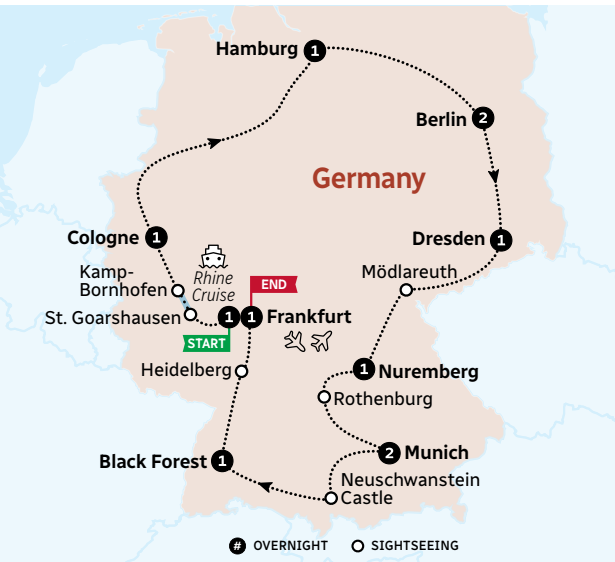 Hamburg 1
2
Berlin
Germany
Cologne 1
Dresden 1
Kamp-
Bornhofen
Rhine
Cruise
Mödlareuth
END
St. Goarshausen
1 1 Frankfurt
START
Heidelberg
1 Nuremberg
Rothenburg
Black Forest 1
2 Munich
Neuschwanstein
Castle
# OVERNIGHT
SIGHTSEEING